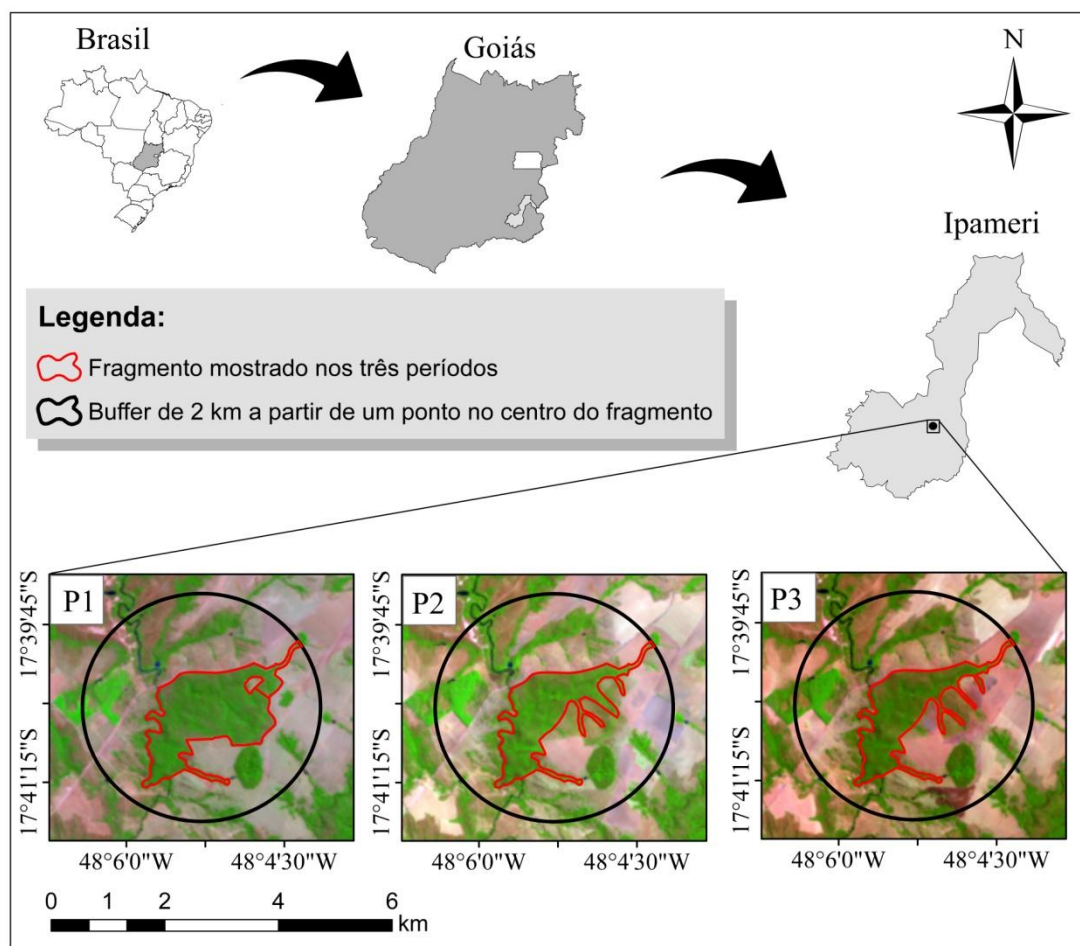 Brasil
Goiás
N
Ipameri
Legenda:
Fragmento mostrado nos três períodos
Buffer de 2 km a partir de um ponto no centro do fragmento
P1
P2
P3
17°39'45"S
17°41'15"S
17°39'45"S
17°41'15"S
17°39'45"S
17°41'15"S
48°6'0"W
48°4'30"W
48°6'0"W
48°4'30"W
48°6'0"W
48°4'30"W
0 1 2 4 6
km